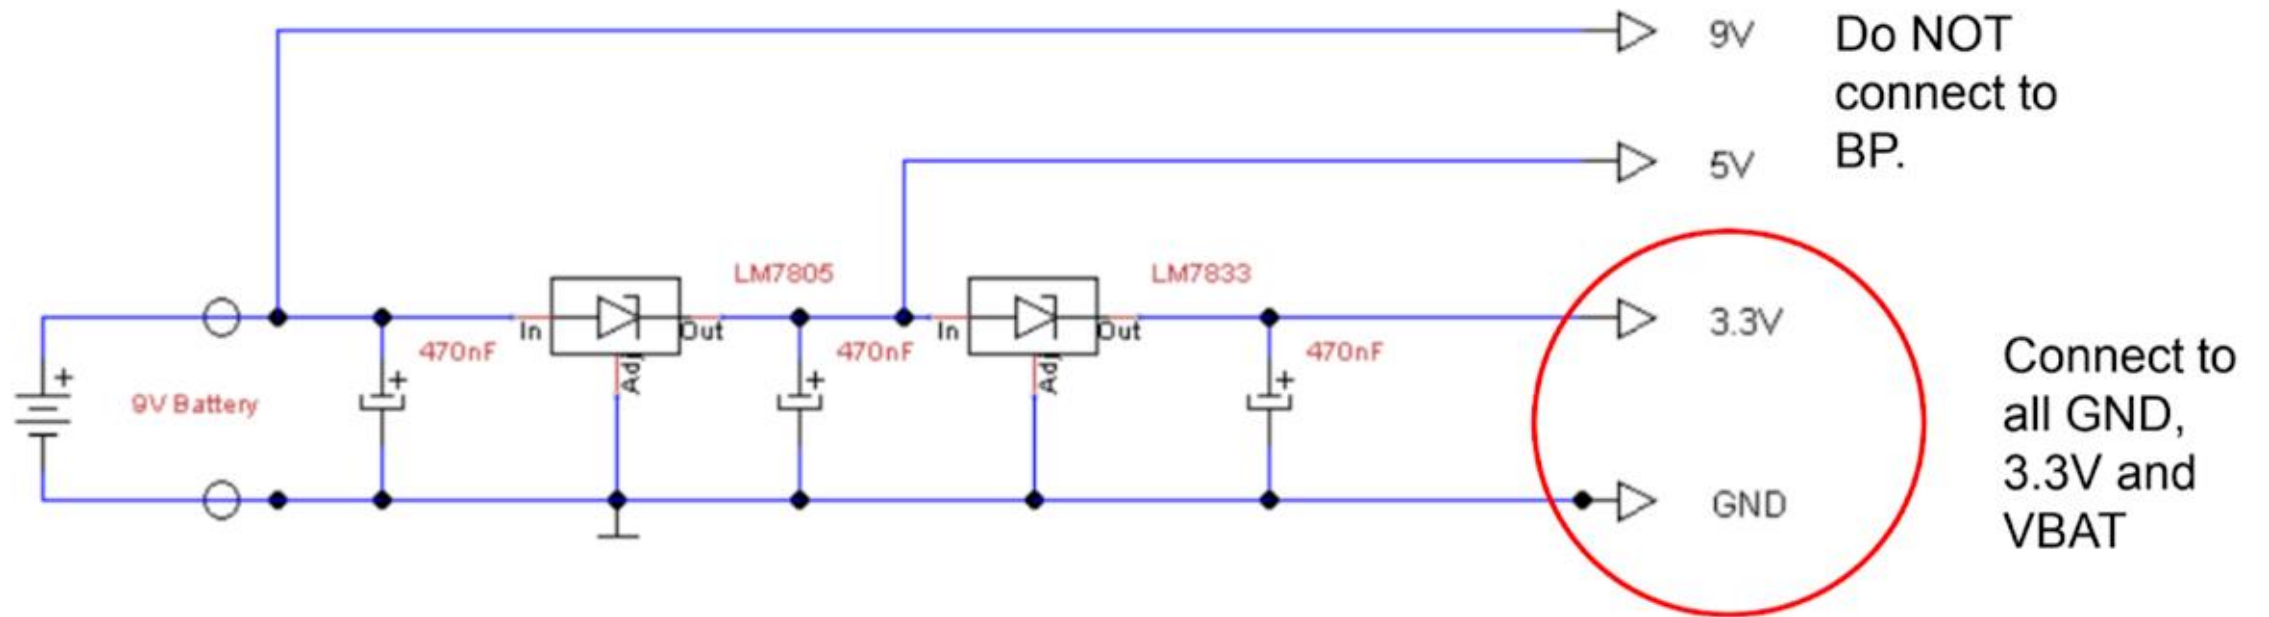 9V
Do NOT
connect to
BP.
5V
LM7805
LM7833
In
Out
In
Out
3.3V
470nF
470nF
470nF
Adj
Adj
+
+
+
+
9V Battery
Connect to
all GND,
3.3V and
VBAT
GND